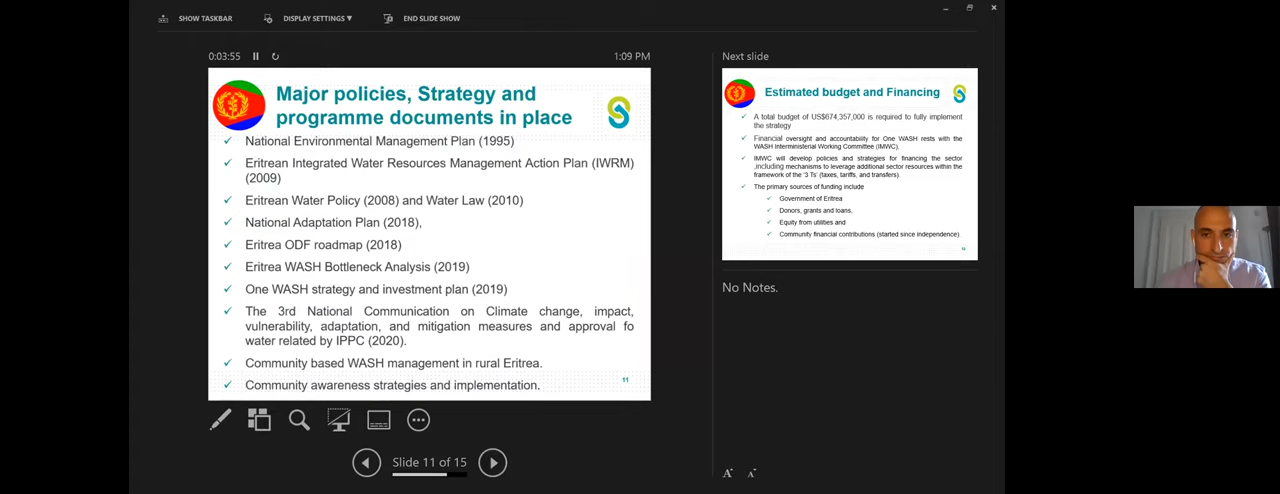 SHOW TASKBAR
DISPLAY SETTINGS ▼
END SLIDE SHOW
0:03:55
1:09 PM
Major policies, Strategy and
programme documents in place
✓ National Environmental Management Plan (1995)
✓ Eritrean Integrated Water Resources Management Action Plan (IWRM)
(2009)
✓ Eritrean Water Policy (2008) and Water Law (2010)
✓ National Adaptation Plan (2018),
✓ Eritrea ODF roadmap (2018)
✓ Eritrea WASH Bottleneck Analysis (2019)
✓ One WASH strategy and investment plan (2019)
✓ The 3rd National Communication on Climate change, impact,
vulnerability, adaptation, and mitigation measures and approval fo
water related by IPPC (2020).
✓ Community based WASH management in rural Eritrea.
✓ Community awareness strategies and implementation.
11
Slide 11 of 15
Next slide
Estimated budget and Financing
✓ A total budget of US$674,357,000 is required to fully implement
the strategy
✓ Financial oversight and accountability for One WASH rests with the
WASH Interministerial Working Committee (IMWC),
✓ IMWC will develop policies and strategies for financing the sector
,including mechanisms to leverage additional sector resources within the
framework of the '3 Ts' (taxes, tariffs, and transfers).
✓ The primary sources of funding include
✓ Government of Eritrea
✓ Donors, grants and loans,
✓ Equity from utilities and
✓ Community financial contributions (started since independence).
No Notes.
A A